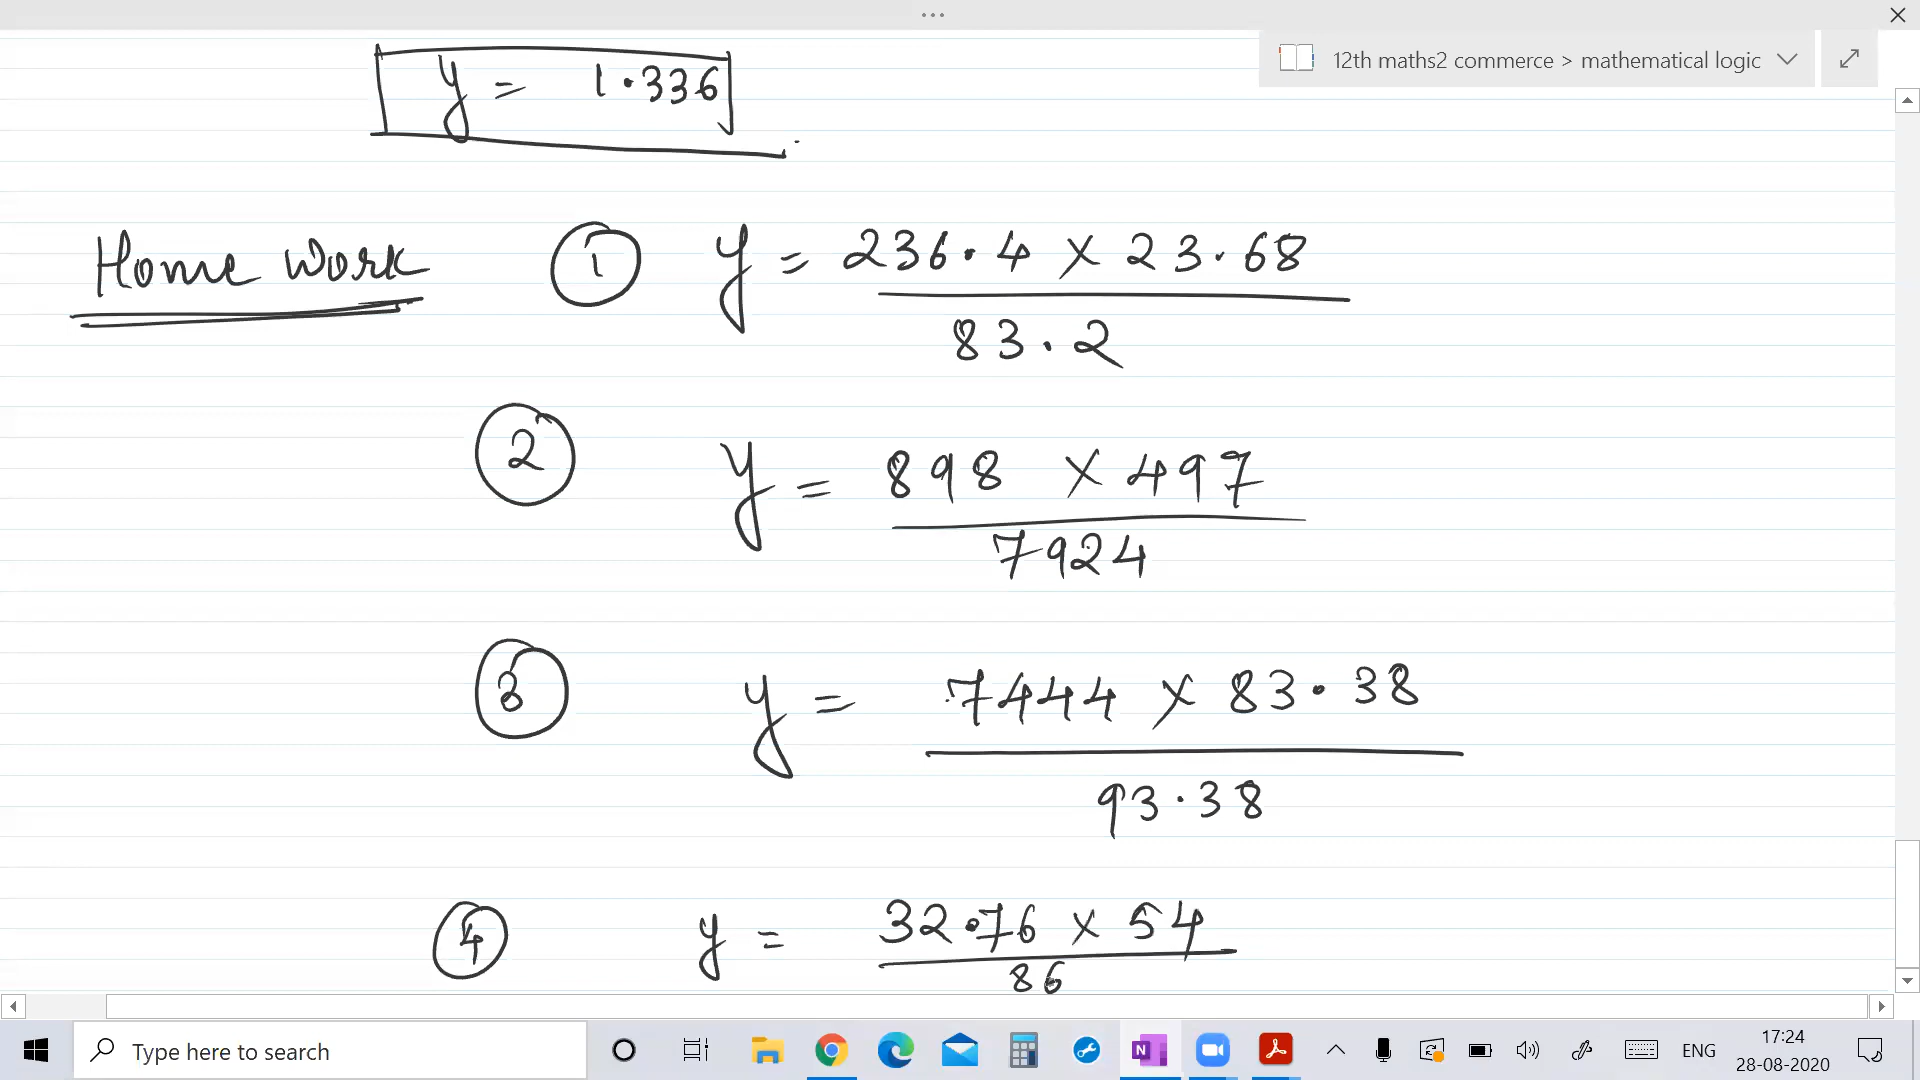 ...
12th maths2 commerce > mathematical logic
y = 1.336
Home Work ① y = 236.4 × 23.68
83.2
② y = 898 × 497
7924
③ y = 7444 × 83.38
93.38
④ y = 32.76 × 54
86
Type here to search
N
ENG
17:24
28-08-2020